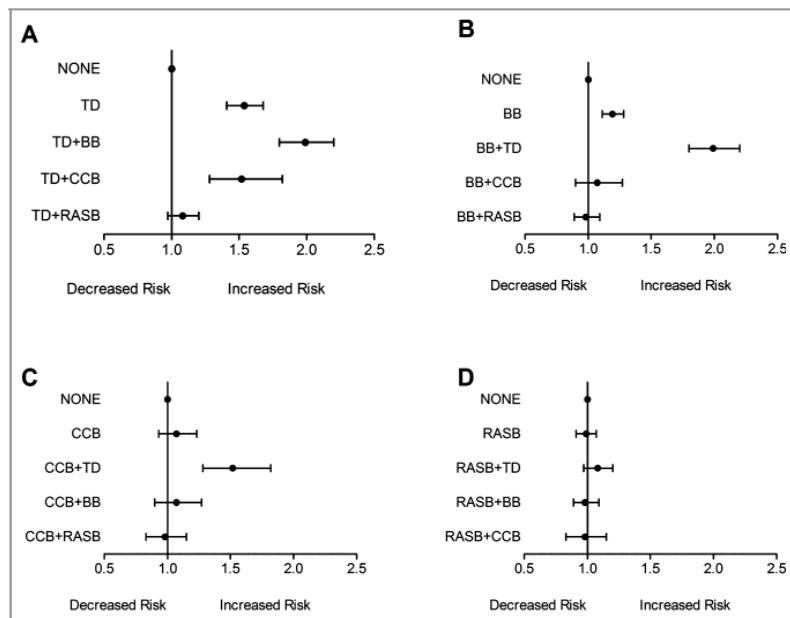 A
NONE
TD
TD+BB
TD+CCB
TD+RASB
0.5 1.0 1.5 2.0 2.5
Decreased Risk Increased Risk
B
NONE
BB
BB+TD
BB+CCB
BB+RASB
0.5 1.0 1.5 2.0 2.5
Decreased Risk Increased Risk
C
NONE
CCB
CCB+TD
CCB+BB
CCB+RASB
0.5 1.0 1.5 2.0 2.5
Decreased Risk Increased Risk
D
NONE
RASB
RASB+TD
RASB+BB
RASB+CCB
0.5 1.0 1.5 2.0 2.5
Decreased Risk Increased Risk